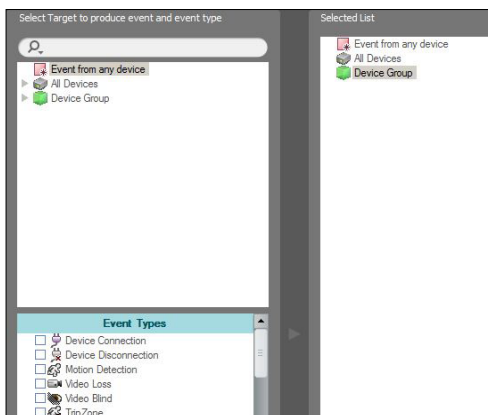 Select Target to produce event and event type
Event from any device
All Devices
Device Group
Event Types
Device Connection
Device Disconnection
Motion Detection
Video Loss
Video Blind
TripZone
Selected List
Event from any device
All Devices
Device Group